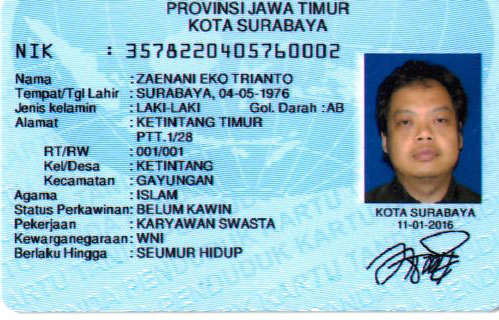 PROVINSI JAWA TIMUR
KOTA SURABAYA
NIK : 3578220405760002
Nama : ZAENANI EKO TRIANTO
Tempat/Tgl Lahir : SURABAYA, 04-05-1976
Jenis kelamin : LAKI-LAKI Gol. Darah : AB
Alamat : KETINTANG TIMUR
PTT.1/28
RT/RW : 001/001
Kel/Desa : KETINTANG
Kecamatan : GAYUNGAN
Agama : ISLAM
Status Perkawinan: BELUM KAWIN
Pekerjaan : KARYAWAN SWASTA
Kewarganegaraan: WNI
Berlaku Hingga : SEUMUR HIDUP
KOTA SURABAYA
11-01-2016